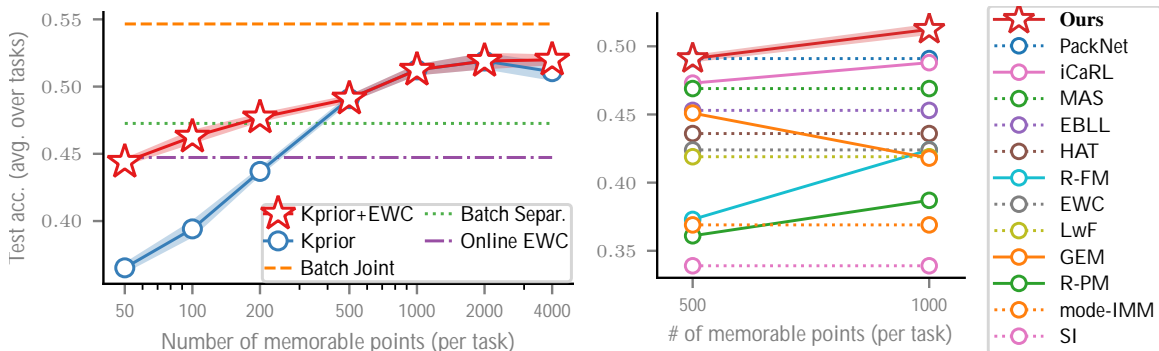 Test acc. (avg. over tasks)
0.55
0.50
0.45
0.40
Kprior+EWC
Kprior
Batch Joint
Batch Separ.
Online EWC
50
100
200
500
1000
2000
4000
Number of memorable points (per task)
0.50
0.45
0.40
0.35
500
1000
# of memorable points (per task)
Ours
PackNet
iCaRL
MAS
EBLL
HAT
R-FM
EWC
LwF
GEM
R-PM
mode-IMM
SI